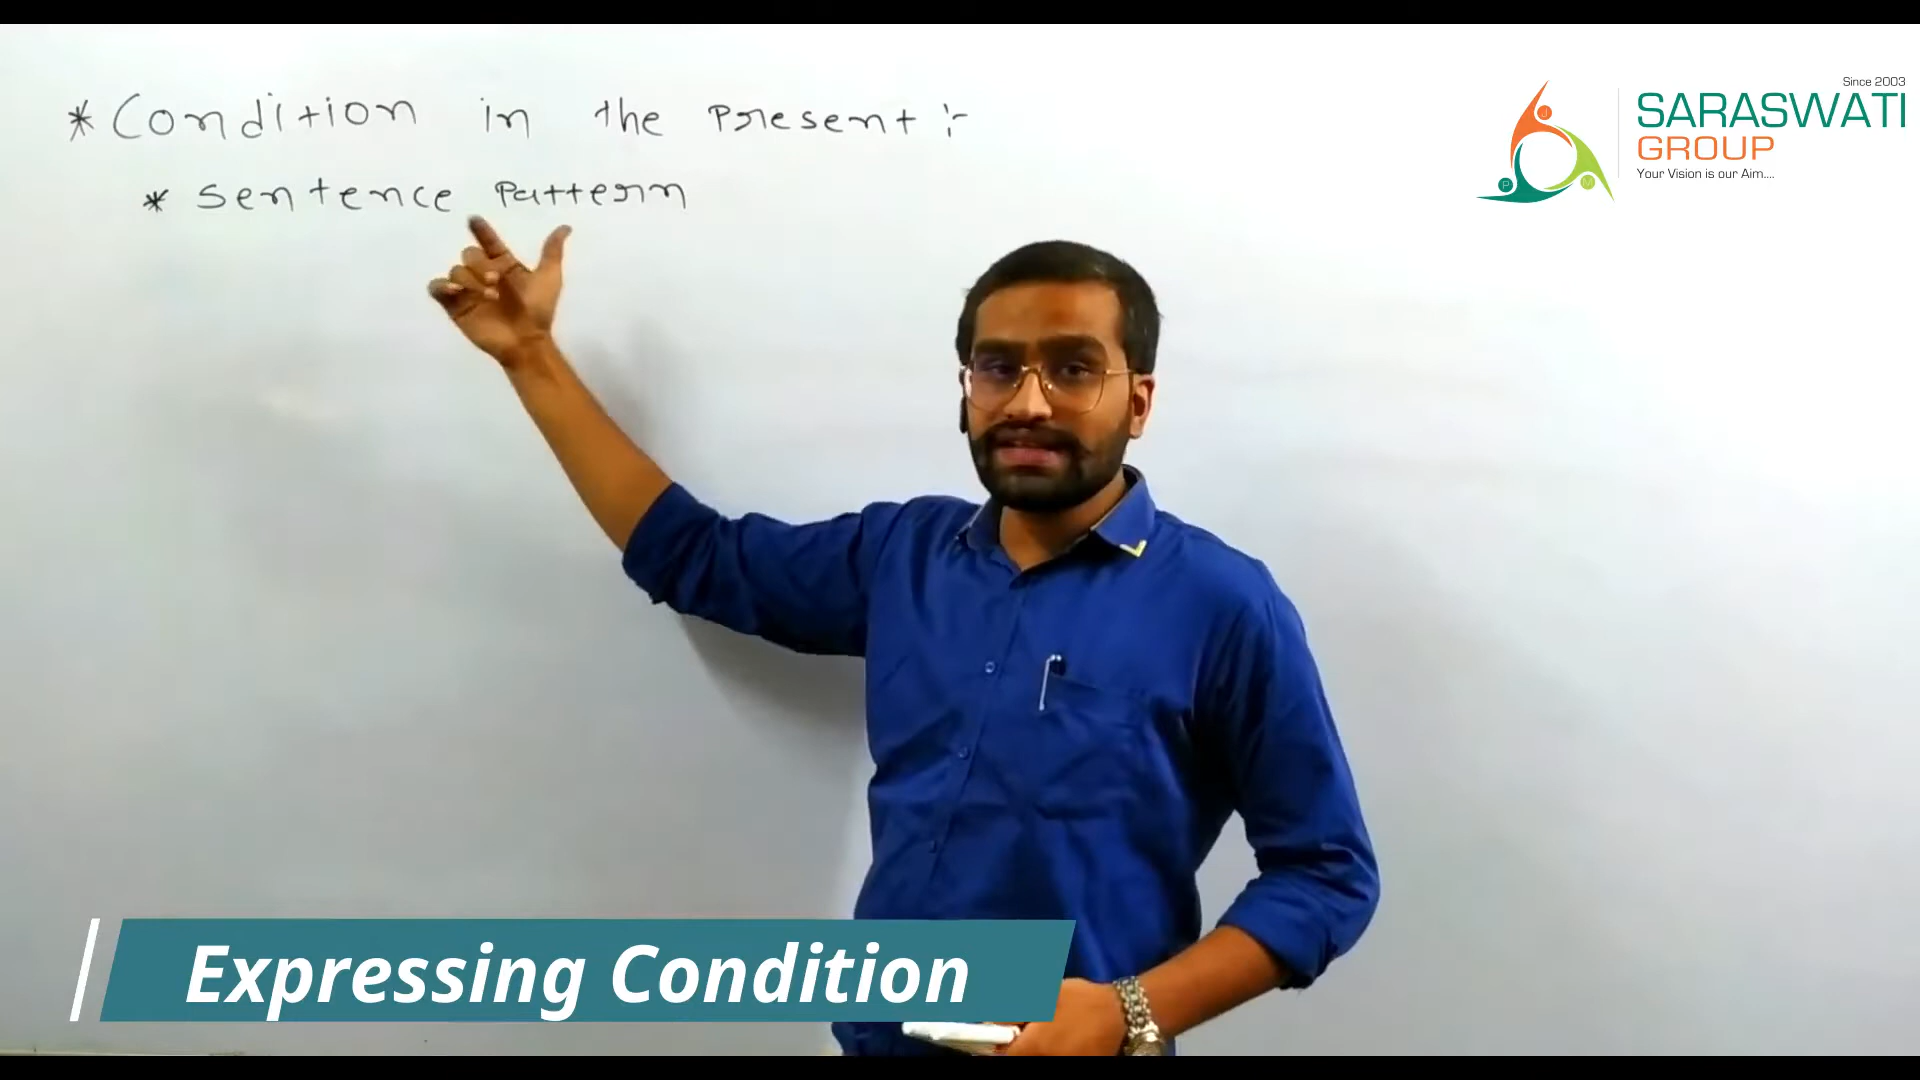 * Condition in the Present :-
* Sentence Pattern
Since 2003
SARASWATI
GROUP
Your Vision is our Aim....
J
P
M
Expressing Condition